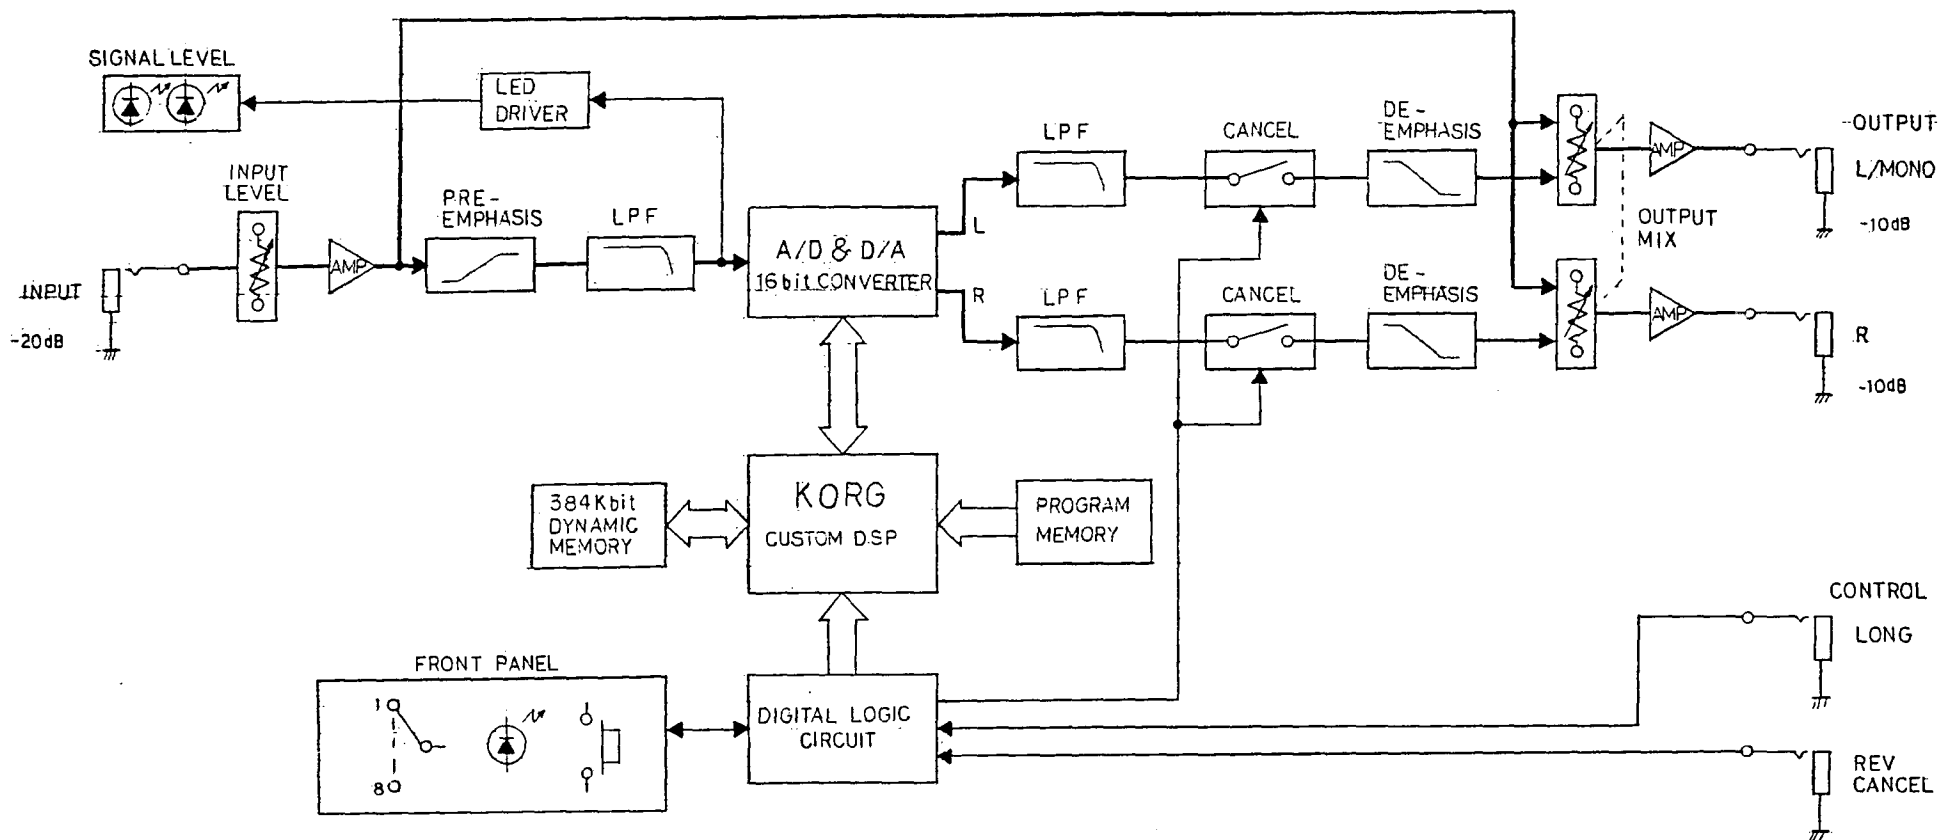 SIGNAL LEVEL
LED
DRIVER
INPUT
LEVEL
INPUT
-20dB
AMP
PRE-
EMPHASIS
LPF
A/D & D/A
16bit CONVERTER
L
R
LPF
CANCEL
DE-
EMPHASIS
LPF
CANCEL
DE-
EMPHASIS
OUTPUT
MIX
AMP
AMP
OUTPUT
L/MONO
-10dB
R
-10dB
384Kbit
DYNAMIC
MEMORY
KORG
CUSTOM DSP
PROGRAM
MEMORY
FRONT PANEL
1
8
DIGITAL LOGIC
CIRCUIT
CONTROL
LONG
REV
CANCEL